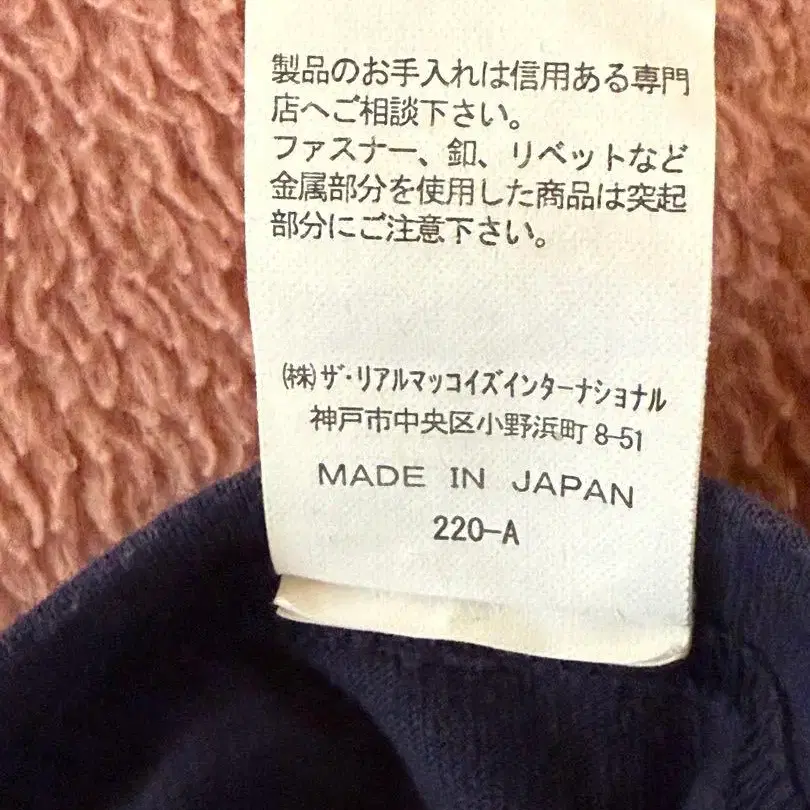 製品のお手入れは信用ある専門
店へご相談下さい。
ファスナー、釦、リベットなど
金属部分を使用した商品は突起
部分にご注意下さい。
㈱ザ・リアルマッコイズインターナショナル
神戸市中央区小野浜町8-51
MADE IN JAPAN
220-A